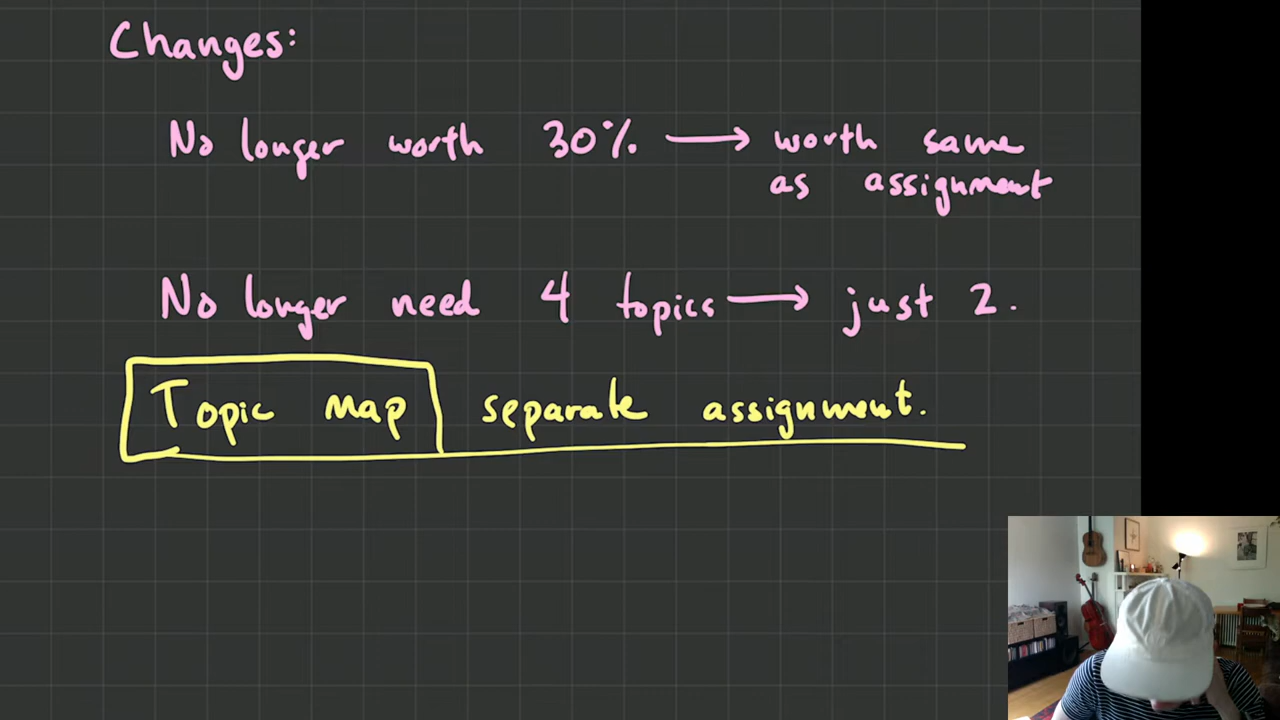 Changes:
No longer worth 30% → worth same
as assignment
No longer need 4 topics → just 2.
Topic map separate assignment.